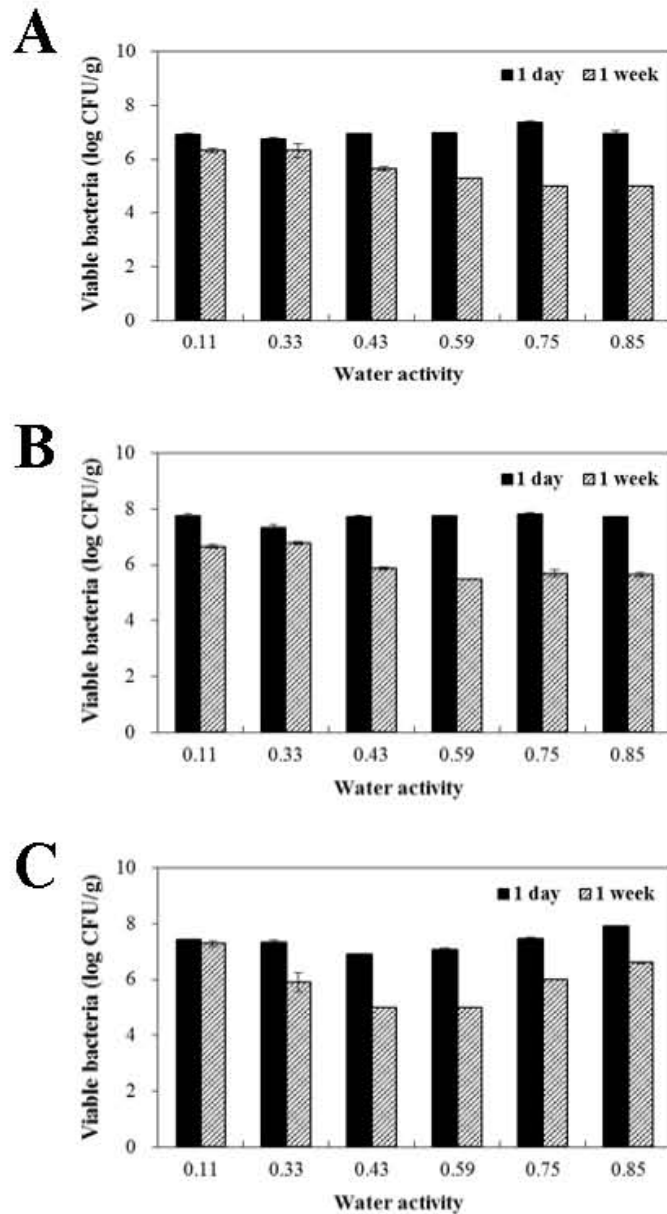 A
Viable bacteria (log CFU/g)
10
8
6
4
2
0
1 day 1 week
0.11 0.33 0.43 0.59 0.75 0.85
Water activity
B
Viable bacteria (log CFU/g)
10
8
6
4
2
0
1 day 1 week
0.11 0.33 0.43 0.59 0.75 0.85
Water activity
C
Viable bacteria (log CFU/g)
10
8
6
4
2
0
1 day 1 week
0.11 0.33 0.43 0.59 0.75 0.85
Water activity